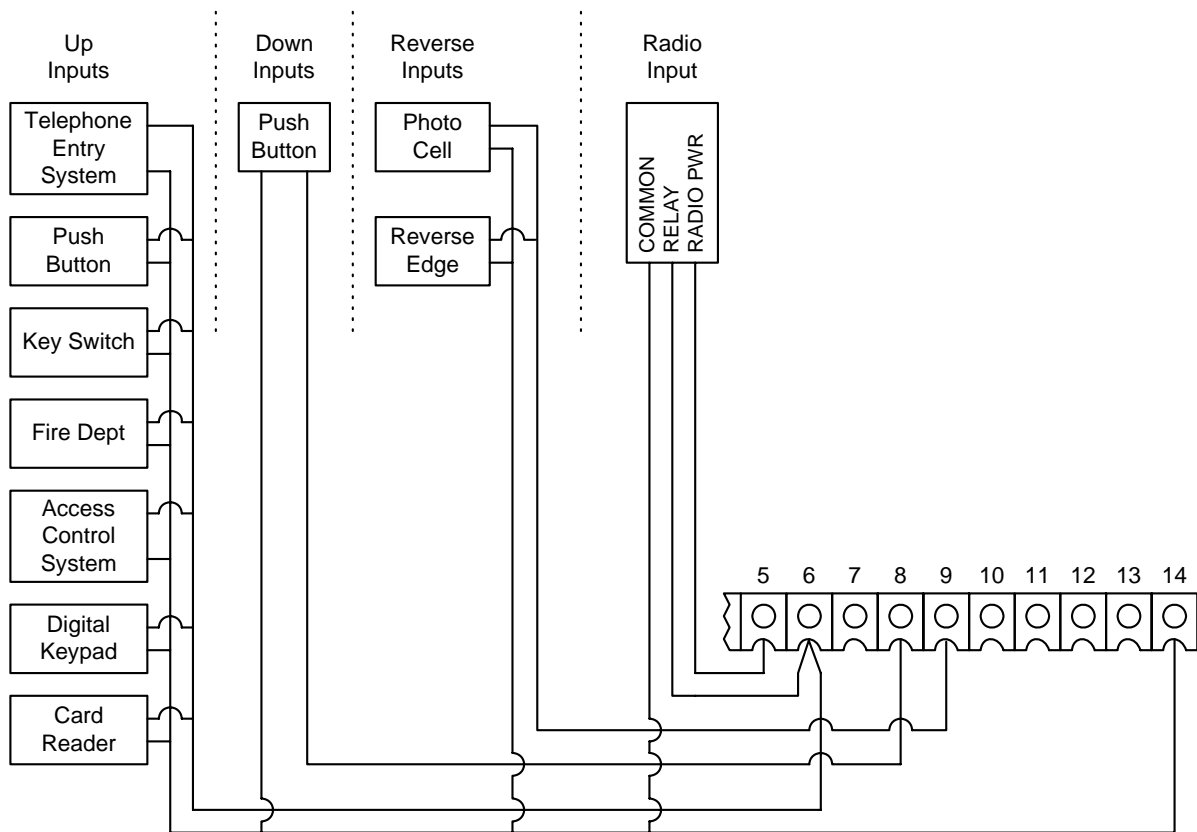 Up
Inputs
Down
Inputs
Reverse
Inputs
Radio
Input
Telephone
Entry
System
Push
Button
Key Switch
Fire Dept
Access
Control
System
Digital
Keypad
Card
Reader
Push
Button
Photo
Cell
Reverse
Edge
COMMON
RELAY
RADIO PWR
5 6 7 8 9 10 11 12 13 14